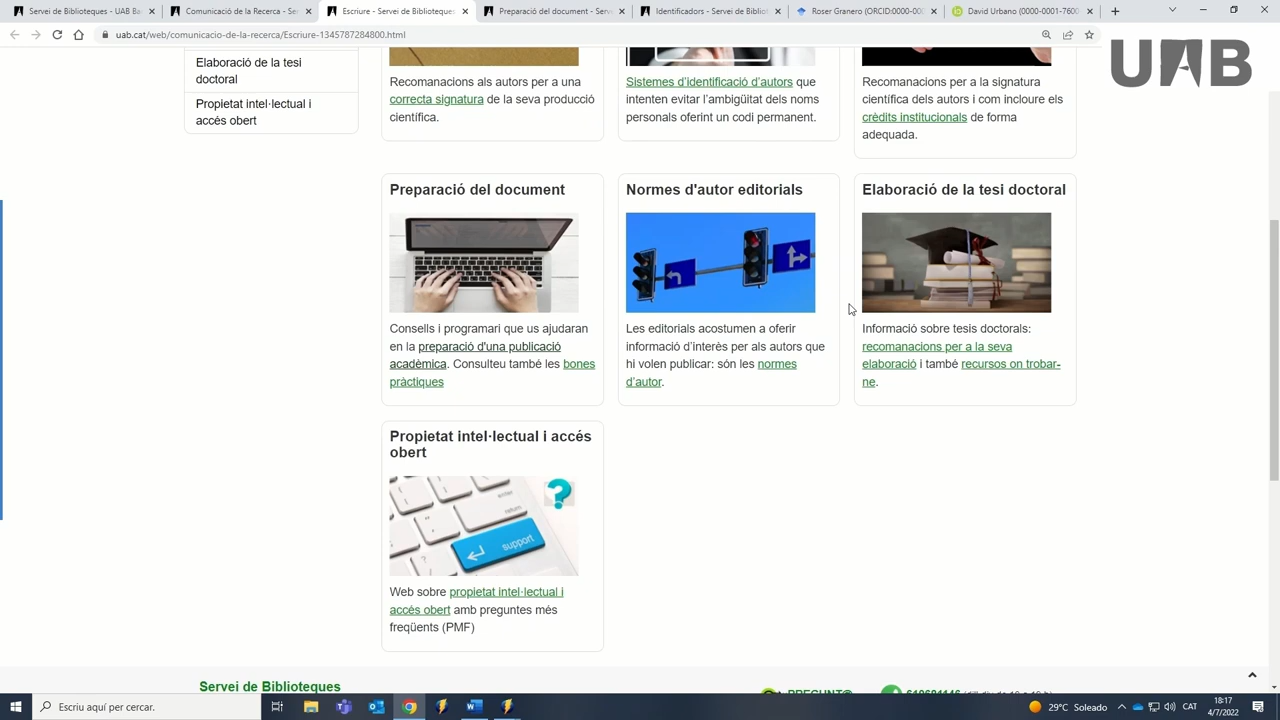 Servei de Biblioteques - UAB Ba
Comunicació de la Recerca - Se
Escriure - Servei de Biblioteques
Preparació del document - Serve
Identificadors - Servei de Bibliot
Roser Granero (ORCID:0000-000
David Urbano (0000-0001-7600
uab.cat/web/comunicacio-de-la-recerca/Escriure-1345787284800.html
UAB
Elaboració de la tesi
doctoral
Propietat intel·lectual i
accés obert
Recomanacions als autors per a una
correcta signatura de la seva producció
científica.
Sistemes d'identificació d'autors que
intenten evitar l'ambigüitat dels noms
personals oferint un codi permanent.
Recomanacions per a la signatura
científica dels autors i com incloure els
crèdits institucionals de forma
adequada.
Preparació del document
Consells i programari que us ajudaran
en la preparació d'una publicació
acadèmica. Consulteu també les bones
pràctiques
Normes d'autor editorials
Les editorials acostumen a oferir
informació d'interès per als autors que
hi volen publicar: són les normes
d'autor.
Elaboració de la tesi doctoral
Informació sobre tesis doctorals:
recomanacions per a la seva
elaboració i també recursos on trobar-
ne.
Propietat intel·lectual i accés
obert
return
support
?
Web sobre propietat intel·lectual i
accés obert amb preguntes més
freqüents (PMF)
Servei de Biblioteques
PREGUNT@
Escriu aquí per cercar.
29°C Soleado
CAT
18:17
4/7/2022